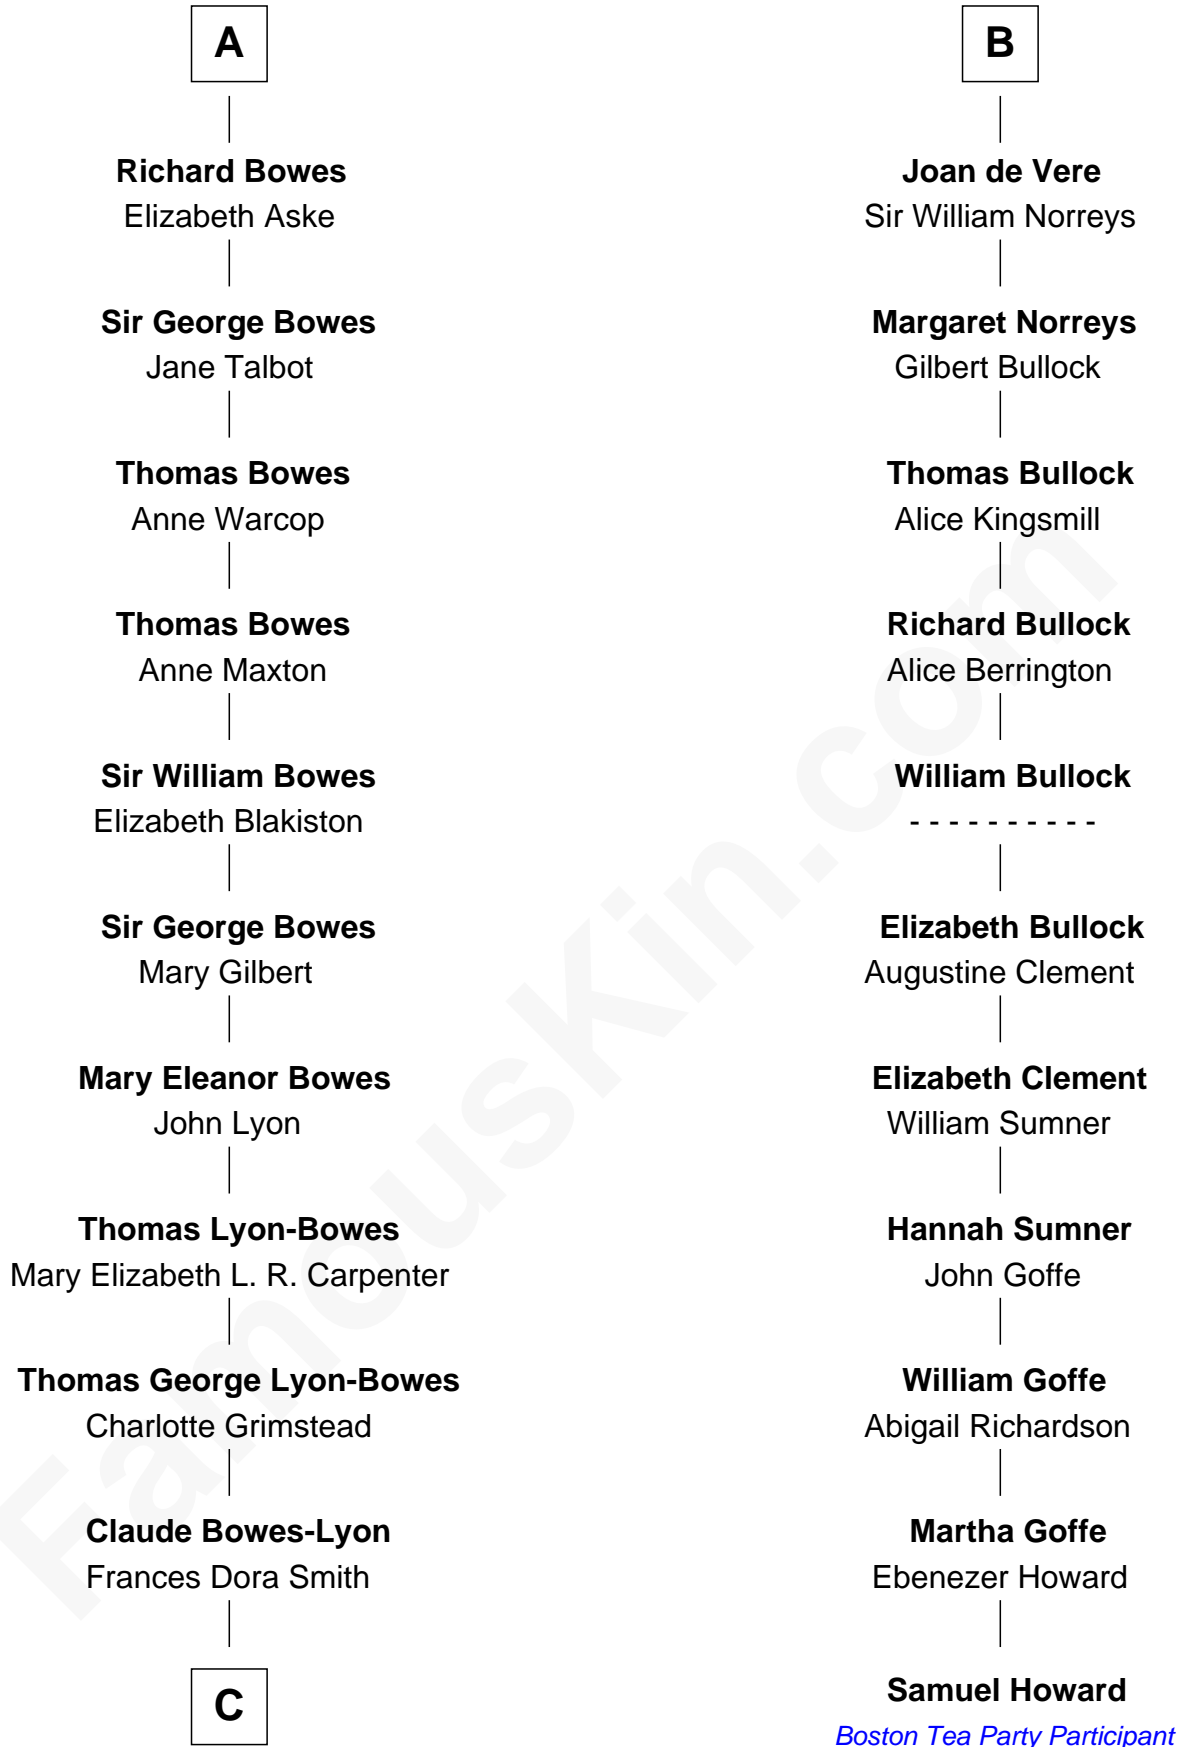 A
Richard Bowes
Elizabeth Aske
Sir George Bowes
Jane Talbot
Thomas Bowes
Anne Warcop
Thomas Bowes
Anne Maxton
Sir William Bowes
Elizabeth Blakiston
Sir George Bowes
Mary Gilbert
Mary Eleanor Bowes
John Lyon
Thomas Lyon-Bowes
Mary Elizabeth L. R. Carpenter
Thomas George Lyon-Bowes
Charlotte Grimstead
Claude Bowes-Lyon
Frances Dora Smith
C
B
Joan de Vere
Sir William Norreys
Margaret Norreys
Gilbert Bullock
Thomas Bullock
Alice Kingsmill
Richard Bullock
Alice Berrington
William Bullock
- - - - - - - - - -
Elizabeth Bullock
Augustine Clement
Elizabeth Clement
William Sumner
Hannah Sumner
John Goffe
William Goffe
Abigail Richardson
Martha Goffe
Ebenezer Howard
Samuel Howard
Boston Tea Party Participant
FamousKin.com